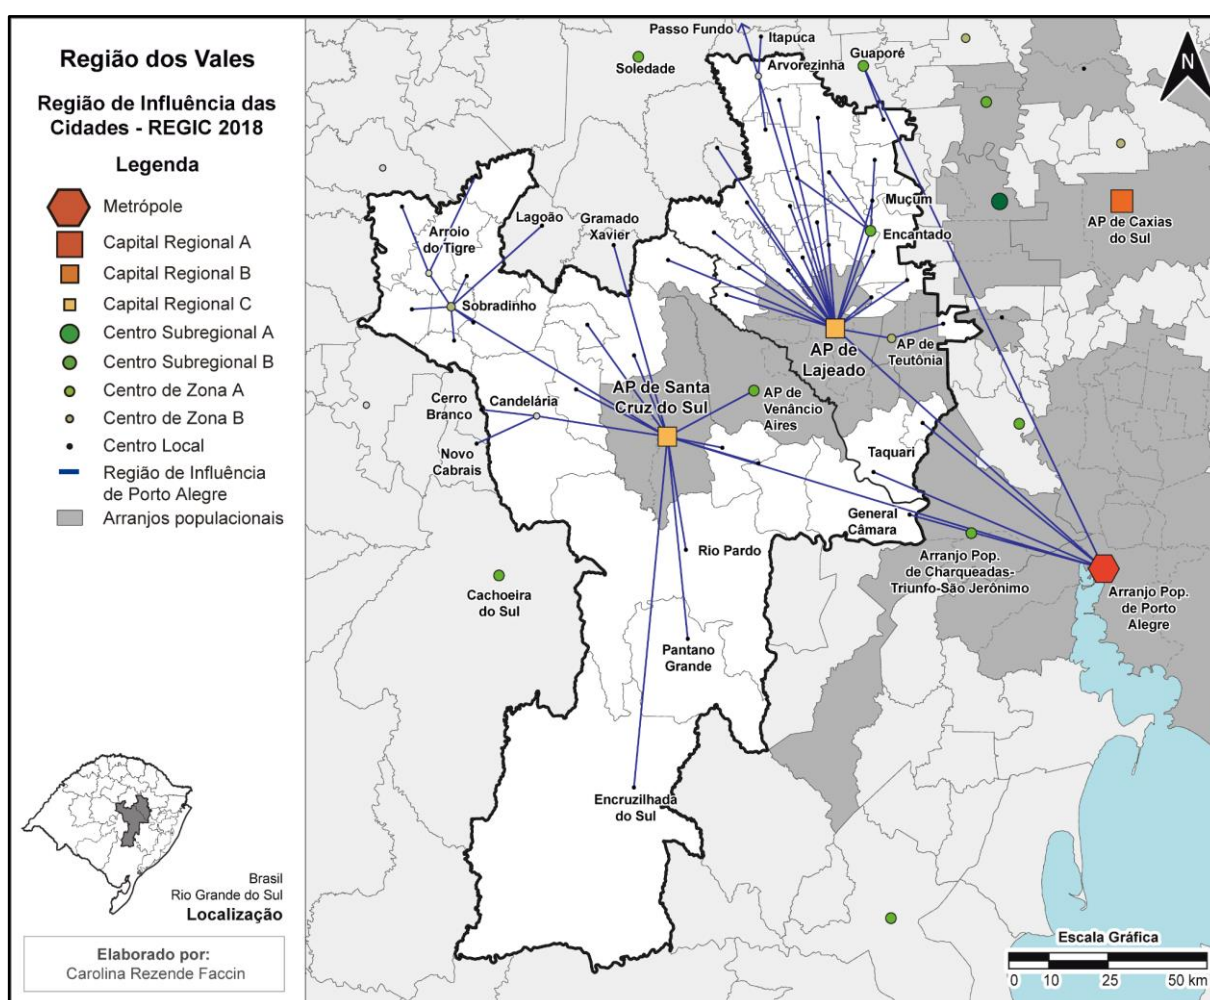 Região dos Vales
Região de Influência das
Cidades - REGIC 2018
Legenda
Metrópole
Capital Regional A
Capital Regional B
Capital Regional C
Centro Subregional A
Centro Subregional B
Centro de Zona A
Centro de Zona B
Centro Local
Região de Influência
de Porto Alegre
Arranjos populacionais
Brasil
Rio Grande do Sul
Localização
Elaborado por:
Carolina Rezende Faccin
Passo Fundo
Itapuca
Arvorezinha
Guaporé
Soledade
N
Muçum
Encantado
AP de Caxias
do Sul
Lagoão
Gramado
Xavier
Arroio
do Tigre
Sobradinho
AP de
Lajeado
AP de
Teutônia
AP de Santa
Cruz do Sul
AP de
Venâncio
Aires
Cerro
Branco
Candelária
Novo
Cabrais
Taquari
General
Câmara
Rio Pardo
Arranjo Pop.
de Charqueadas-
Triunfo-São Jerônimo
Arranjo Pop.
de Porto
Alegre
Cachoeira
do Sul
Pantano
Grande
Encruzilhada
do Sul
Escala Gráfica
0 10 25 50 km